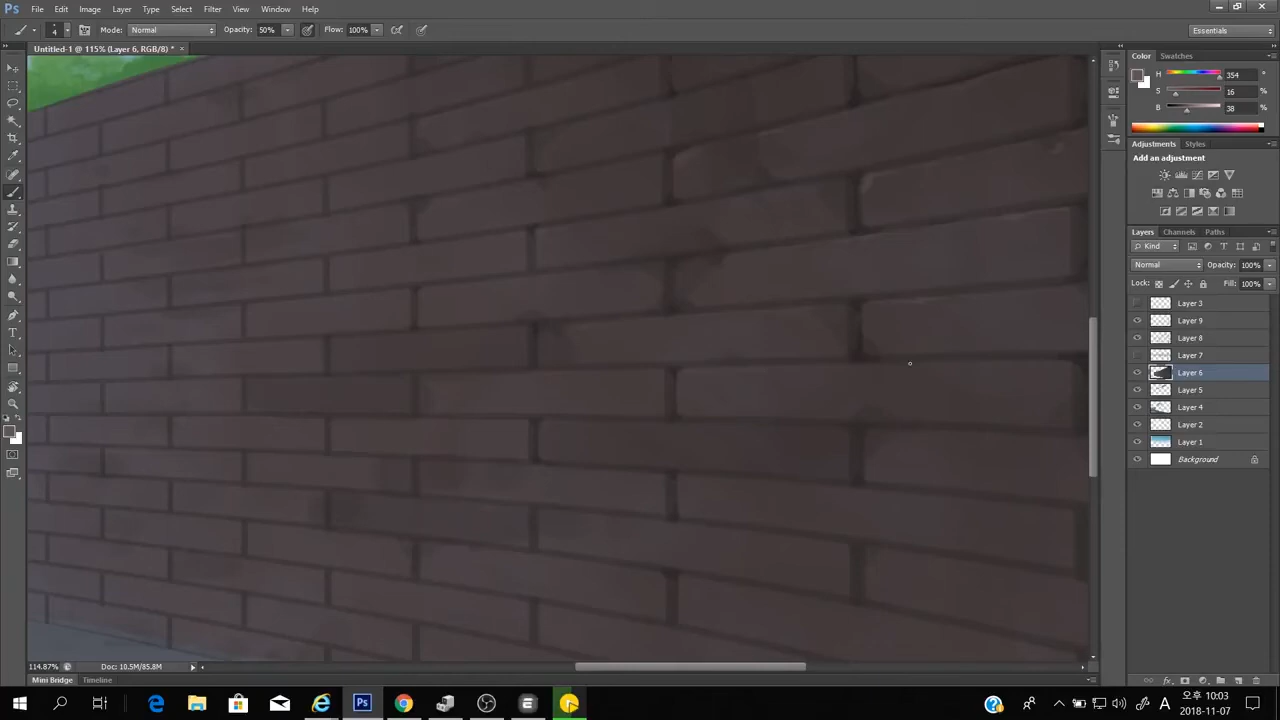 Ps File Edit Image Layer Type Select Filter View Window Help
4 Mode: Normal Opacity: 50% Flow: 100% Essentials
Untitled-1 @ 115% (Layer 6, RGB/8) * ×
Color Swatches
H 354 °
S 16 %
B 38 %
Adjustments Styles
Add an adjustment
Layers Channels Paths
Kind
Normal Opacity: 100%
Lock: Fill: 100%
Layer 3
Layer 9
Layer 8
Layer 7
Layer 6
Layer 5
Layer 4
Layer 2
Layer 1
Background
114.87% Doc: 10.5M/85.8M
Mini Bridge Timeline
Ps A 오후 10:03
2018-11-07